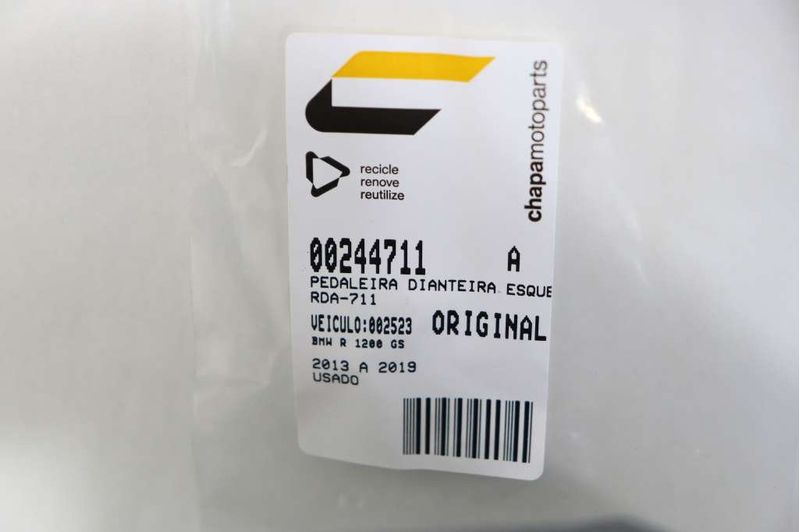 chapamotoparts
recicle
renove
reutilize
00244711 A
PEDALEIRA DIANTEIRA ESQUE
RDA-711
VEICULO:002523 ORIGINAL
BMW R 1200 GS
2013 A 2019
USADO